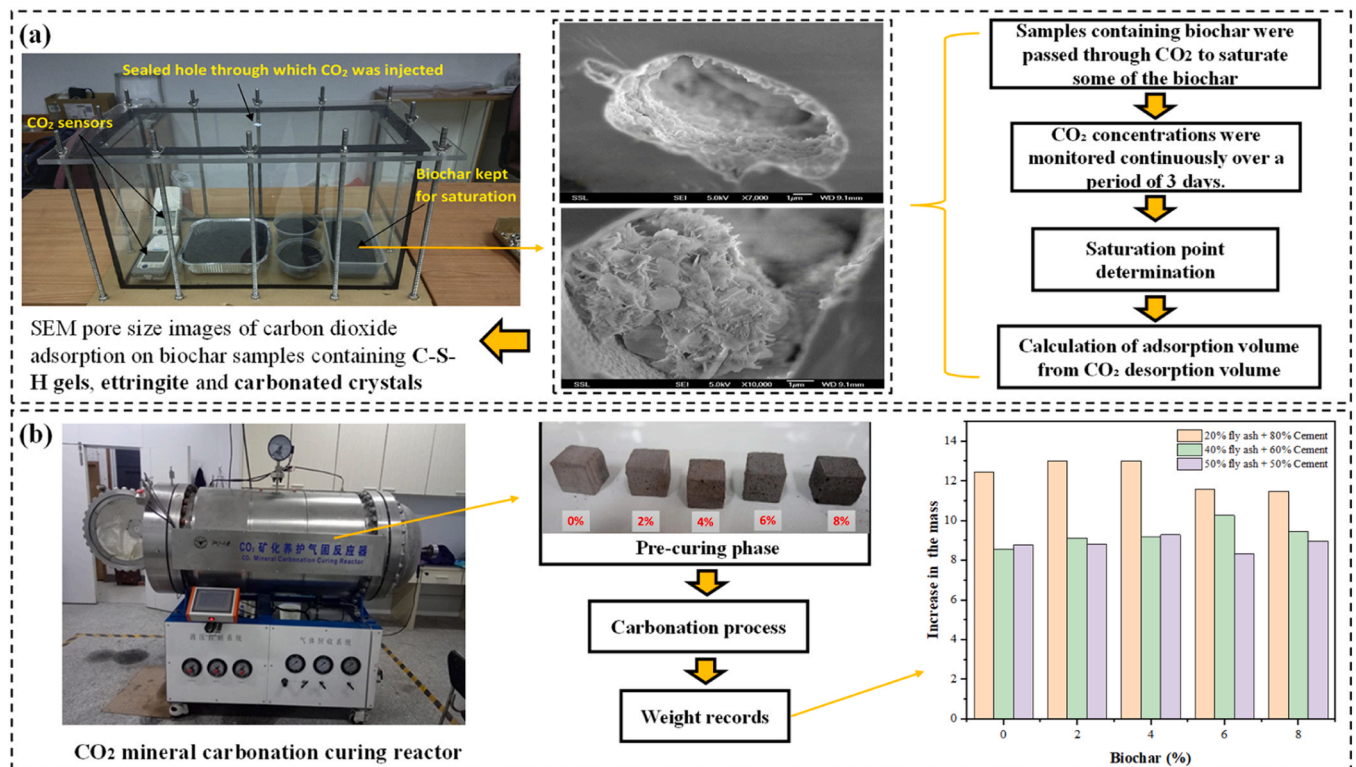 (a)
Sealed hole through which CO₂ was injected
CO₂ sensors
Biochar kept
for saturation
SEM pore size images of carbon dioxide
adsorption on biochar samples containing C-S-
H gels, ettringite and carbonated crystals
SSL SEI 5.0kV X7,000 1μm WD 9.1mm
SSL SEI 5.0kV X10,000 1μm WD 9.1mm
Samples containing biochar were
passed through CO2 to saturate
some of the biochar
CO₂ concentrations were
monitored continuously over a
period of 3 days.
Saturation point
determination
Calculation of adsorption volume
from CO₂ desorption volume
(b)
CO₂ 矿化养护气固反应器
CO₂ Mineral Carbonation Curing Reactor
气体回收系统
CO2 mineral carbonation curing reactor
0% 2% 4% 6% 8%
Pre-curing phase
Carbonation process
Weight records
20% fly ash + 80% Cement
40% fly ash + 60% Cement
50% fly ash + 50% Cement
Increase in the mass
14
12
10
8
6
4
2
0
0 2 4 6 8
Biochar (%)